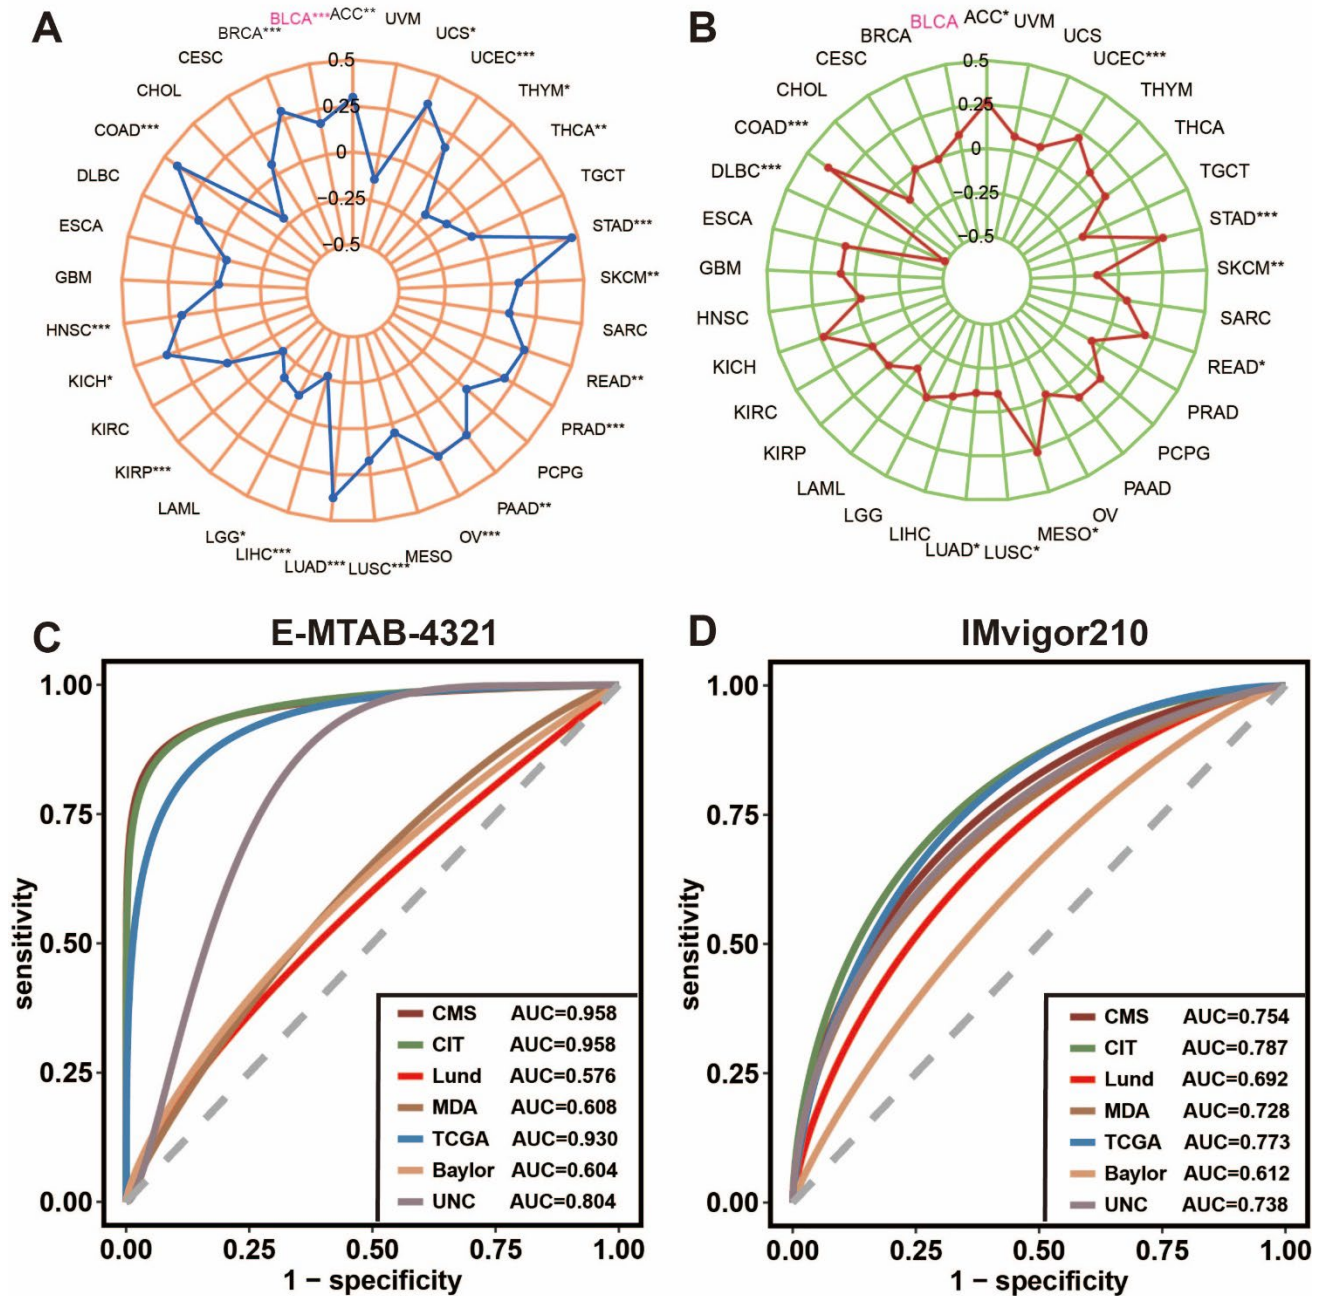 A
BLCA***
ACC**
UVM
UCS*
UCEC***
THYM*
THCA**
TGCT
STAD***
SKCM**
SARC
READ**
PRAD***
PCPG
PAAD**
OV***
MESO
LUSC***
LUAD***
LIHC***
LGG*
LAML
KIRP***
KIRC
KICH*
HNSC***
GBM
ESCA
DLBC
COAD***
CHOL
CESC
BRCA***
0.5
0.25
0
−0.25
−0.5
B
BLCA
ACC*
UVM
UCS
UCEC***
THYM
THCA
TGCT
STAD***
SKCM**
SARC
READ*
PRAD
PCPG
PAAD
OV
MESO*
LUSC*
LUAD*
LIHC
LGG
LAML
KIRP
KIRC
KICH
HNSC
GBM
ESCA
DLBC***
COAD***
CHOL
CESC
BRCA
0.5
0.25
0
−0.25
−0.5
C
E-MTAB-4321
1.00
0.75
0.50
0.25
0.00
sensitivity
CMS AUC=0.958
CIT AUC=0.958
Lund AUC=0.576
MDA AUC=0.608
TCGA AUC=0.930
Baylor AUC=0.604
UNC AUC=0.804
0.00 0.25 0.50 0.75 1.00
1 − specificity
D
IMvigor210
1.00
0.75
0.50
0.25
0.00
sensitivity
CMS AUC=0.754
CIT AUC=0.787
Lund AUC=0.692
MDA AUC=0.728
TCGA AUC=0.773
Baylor AUC=0.612
UNC AUC=0.738
0.00 0.25 0.50 0.75 1.00
1 − specificity